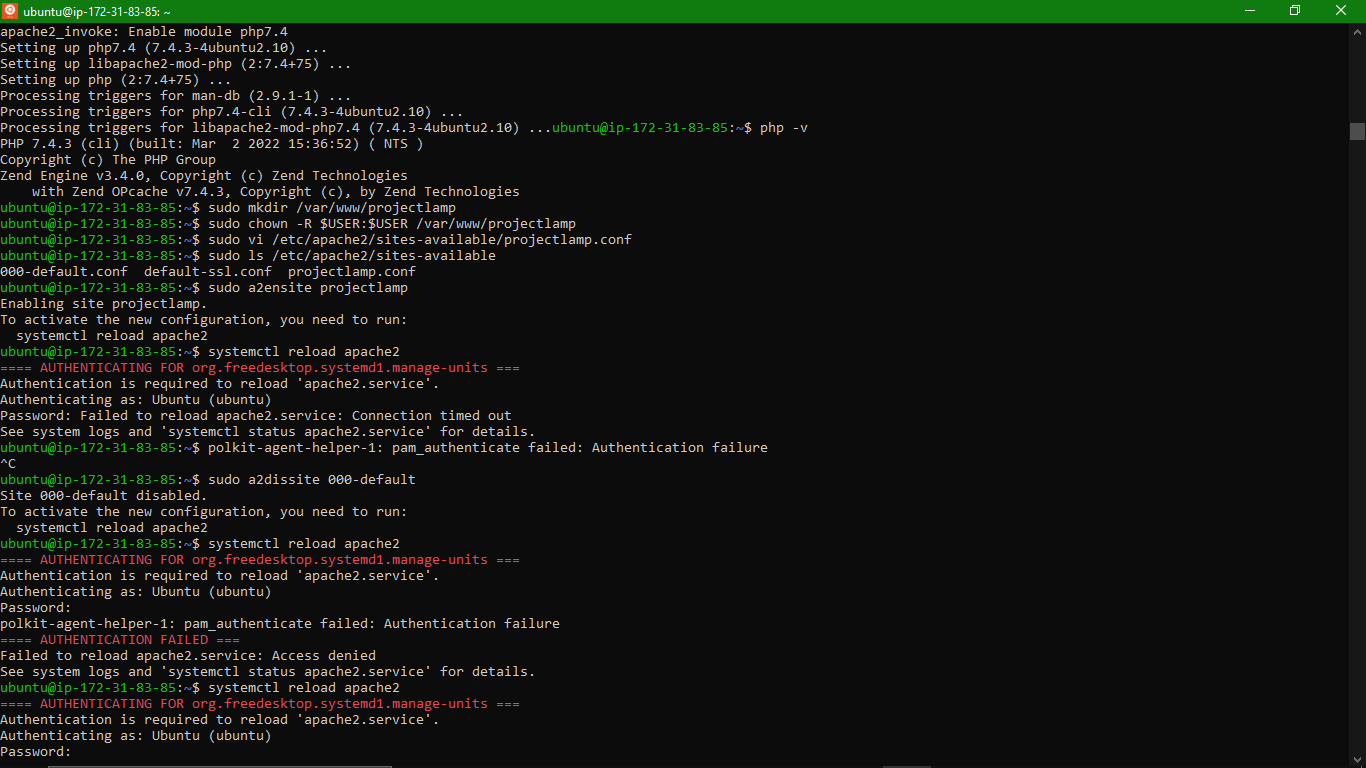 ubuntu@ip-172-31-83-85: ~
apache2_invoke: Enable module php7.4
Setting up php7.4 (7.4.3-4ubuntu2.10) ...
Setting up libapache2-mod-php (2:7.4+75) ...
Setting up php (2:7.4+75) ...
Processing triggers for man-db (2.9.1-1) ...
Processing triggers for php7.4-cli (7.4.3-4ubuntu2.10) ...
Processing triggers for libapache2-mod-php7.4 (7.4.3-4ubuntu2.10) ...ubuntu@ip-172-31-83-85:~$ php -v
PHP 7.4.3 (cli) (built: Mar  2 2022 15:36:52) ( NTS )
Copyright (c) The PHP Group
Zend Engine v3.4.0, Copyright (c) Zend Technologies
    with Zend OPcache v7.4.3, Copyright (c), by Zend Technologies
ubuntu@ip-172-31-83-85:~$ sudo mkdir /var/www/projectlamp
ubuntu@ip-172-31-83-85:~$ sudo chown -R $USER:$USER /var/www/projectlamp
ubuntu@ip-172-31-83-85:~$ sudo vi /etc/apache2/sites-available/projectlamp.conf
ubuntu@ip-172-31-83-85:~$ sudo ls /etc/apache2/sites-available
000-default.conf  default-ssl.conf  projectlamp.conf
ubuntu@ip-172-31-83-85:~$ sudo a2ensite projectlamp
Enabling site projectlamp.
To activate the new configuration, you need to run:
  systemctl reload apache2
ubuntu@ip-172-31-83-85:~$ systemctl reload apache2
==== AUTHENTICATING FOR org.freedesktop.systemd1.manage-units ===
Authentication is required to reload 'apache2.service'.
Authenticating as: Ubuntu (ubuntu)
Password: Failed to reload apache2.service: Connection timed out
See system logs and 'systemctl status apache2.service' for details.
ubuntu@ip-172-31-83-85:~$ polkit-agent-helper-1: pam_authenticate failed: Authentication failure
^C
ubuntu@ip-172-31-83-85:~$ sudo a2dissite 000-default
Site 000-default disabled.
To activate the new configuration, you need to run:
  systemctl reload apache2
ubuntu@ip-172-31-83-85:~$ systemctl reload apache2
==== AUTHENTICATING FOR org.freedesktop.systemd1.manage-units ===
Authentication is required to reload 'apache2.service'.
Authenticating as: Ubuntu (ubuntu)
Password:
polkit-agent-helper-1: pam_authenticate failed: Authentication failure
==== AUTHENTICATION FAILED ===
Failed to reload apache2.service: Access denied
See system logs and 'systemctl status apache2.service' for details.
ubuntu@ip-172-31-83-85:~$ systemctl reload apache2
==== AUTHENTICATING FOR org.freedesktop.systemd1.manage-units ===
Authentication is required to reload 'apache2.service'.
Authenticating as: Ubuntu (ubuntu)
Password: